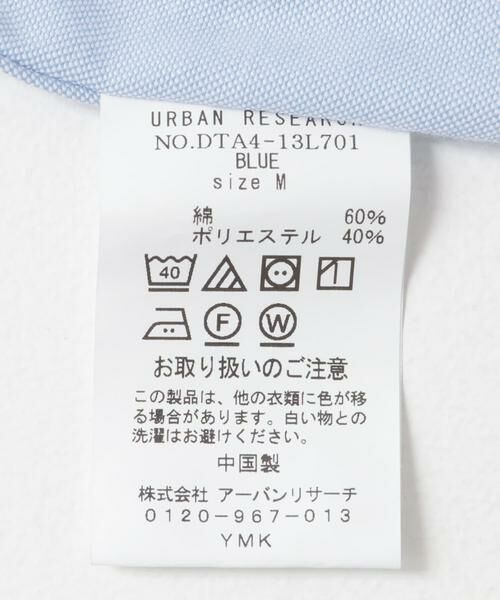 URBAN RESEARCH
NO.DTA4-13L701
BLUE
size M
綿 60%
ポリエステル 40%
40
F W
お取り扱いのご注意
この製品は、他の衣類に色が移
る場合があります。白い物との
洗濯はお避けください。
中国製
株式会社 アーバンリサーチ
0120-967-013
YMK